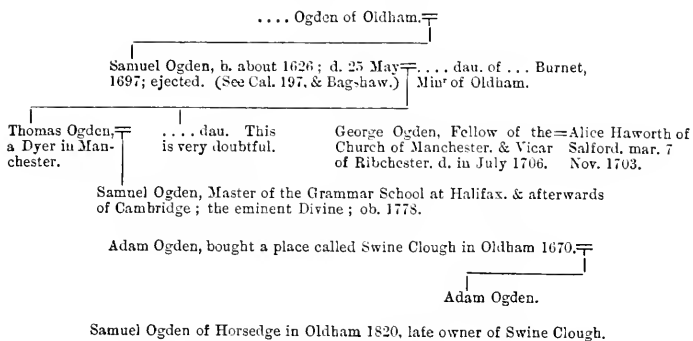 .... Ogden of Oldham.
Samuel Ogden, b. about 1626; d. 25 May
1697; ejected. (See Cal. 197, & Bagshaw.)
.... dau. of ... Burnet,
Minr of Oldham.
Thomas Ogden,
a Dyer in Man-
chester.
.... dau. This
is very doubtful.
George Ogden, Fellow of the
Church of Manchester. & Vicar
of Ribchester. d. in July 1706.
=Alice Haworth of
Salford. mar. 7
Nov. 1703.
Samuel Ogden, Master of the Grammar School at Halifax. & afterwards
of Cambridge; the eminent Divine; ob. 1778.
Adam Ogden, bought a place called Swine Clough in Oldham 1670.
Adam Ogden.
Samuel Ogden of Horsedge in Oldham 1820, late owner of Swine Clough.